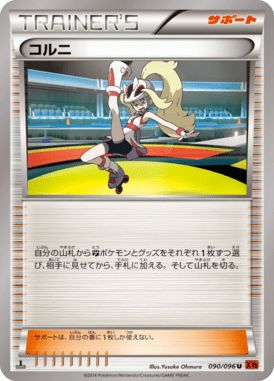 TRAINER'S
サポート
コルニ
自分の山札から闘ポケモンとグッズをそれぞれ1枚ずつ選
び、相手に見せてから、手札に加える。そして山札を切る。
サポートは、自分の番に1枚しか使えない。
Illus.Yusuke Ohmura
090/096 U
©2014 Pokémon/Nintendo/Creatures/GAME FREAK.